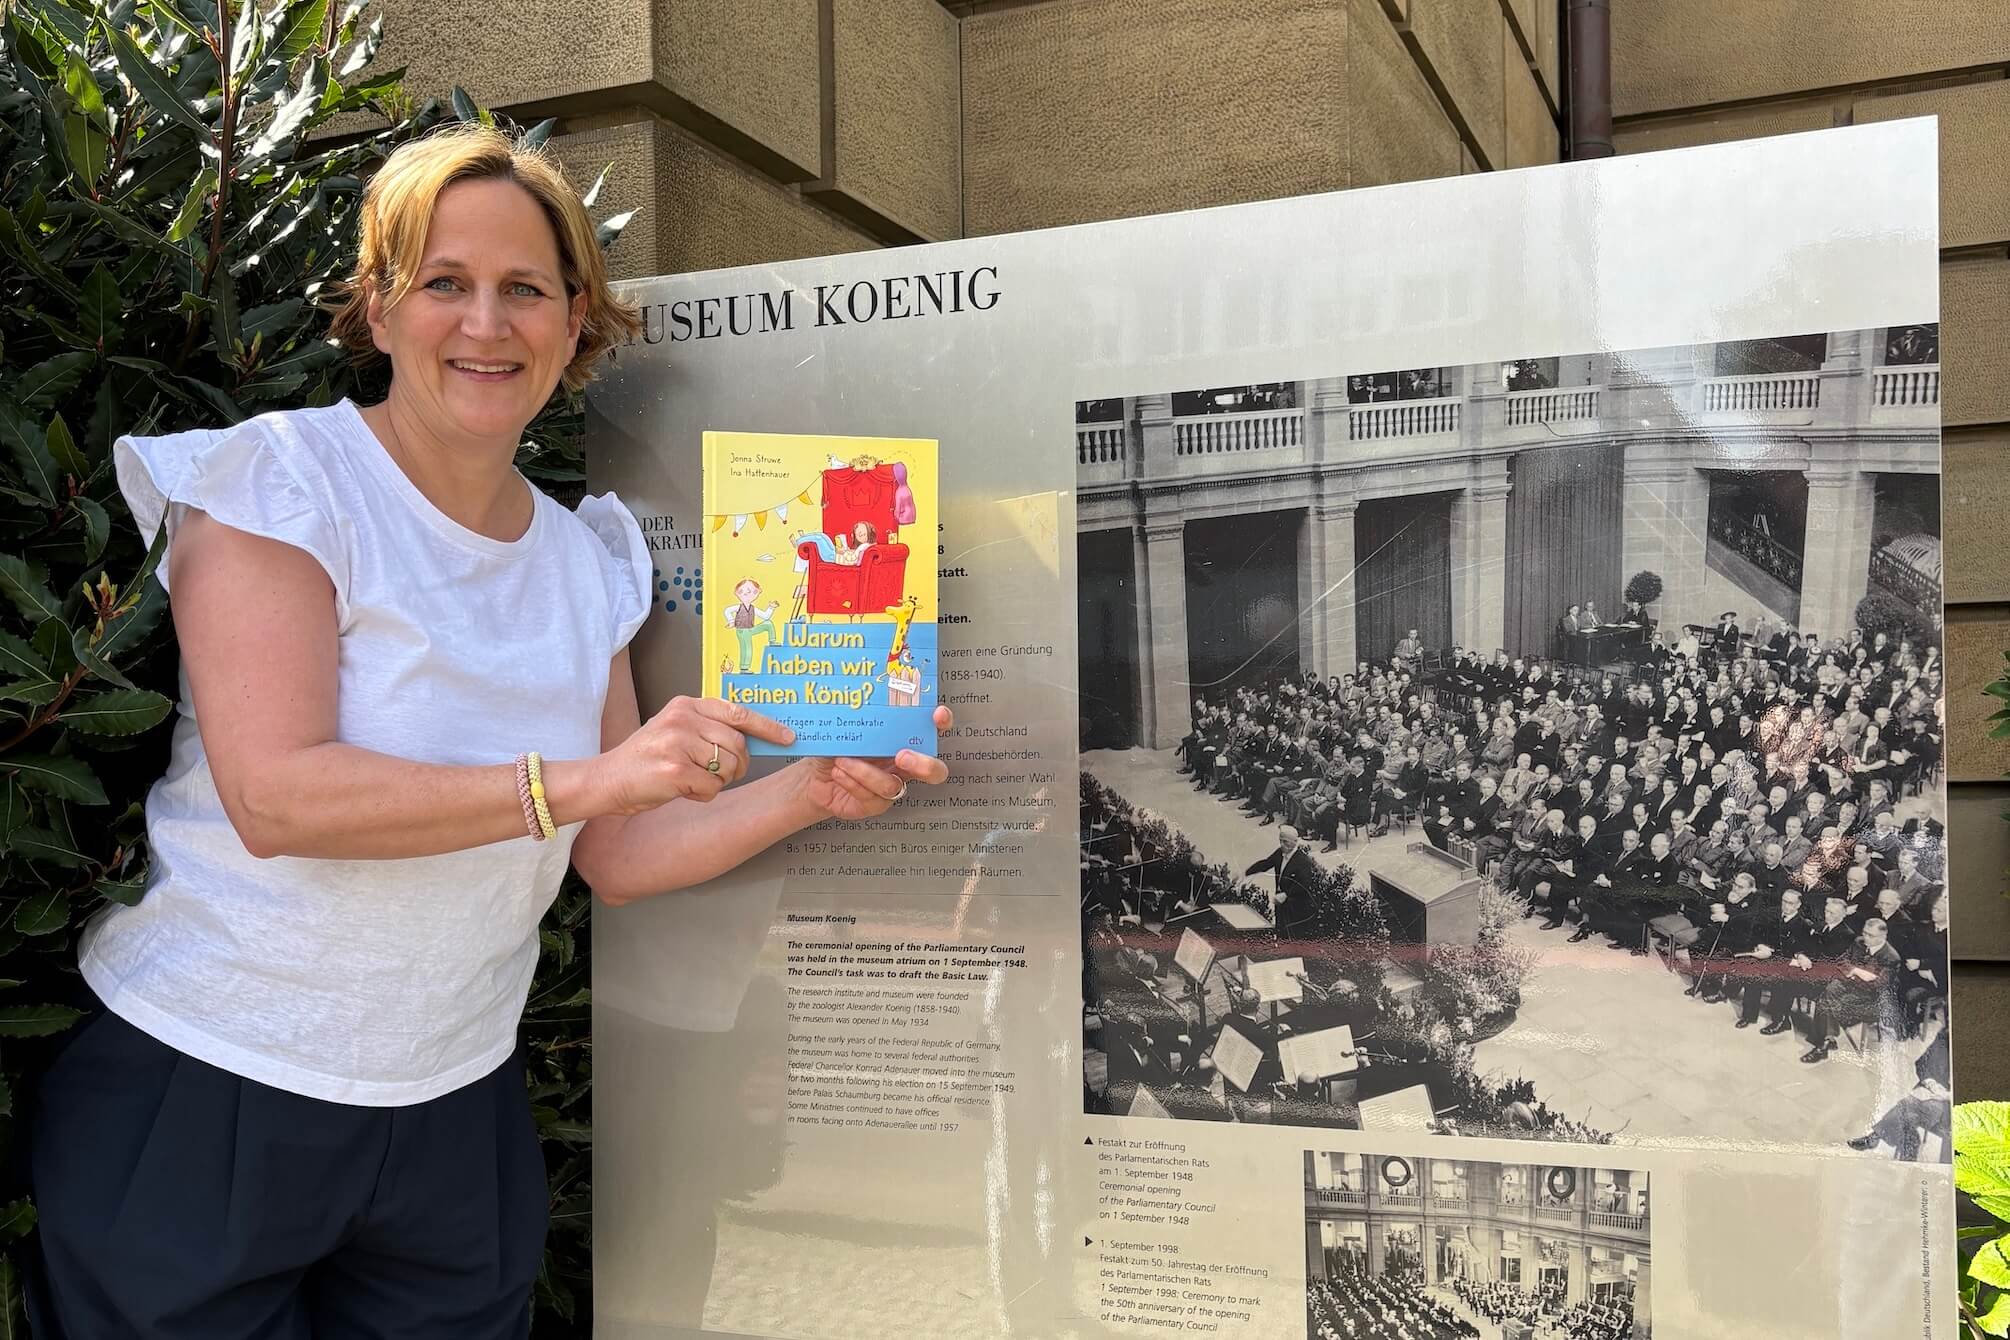 MUSEUM KOENIG
Jonna Struwe
Ina Hattenhauer
Warum
haben wir
keinen König?
zur Demokratie
erklärt
dtv
DER
8
statt.
waren eine Gründung
(1858-1940).
eröffnet.
Deutschland
Bundesbehörden.
zog nach seiner Wahl
für zwei Monate ins Museum,
das Palais Schaumburg sein Dienstsitz wurde.
Bis 1957 befanden sich Büros einiger Ministerien
in den zur Adenauerallee hin liegenden Räumen.
Museum Koenig
The ceremonial opening of the Parliamentary Council
was held in the museum atrium on 1 September 1948.
The Council's task was to draft the Basic Law.
The research institute and museum were founded
by the zoologist Alexander Koenig (1858-1940).
The museum was opened in May 1934
During the early years of the Federal Republic of Germany,
the museum was home to several federal authorities.
Federal Chancellor Konrad Adenauer moved into the museum
for two months following his election on 15 September 1949,
before Palais Schaumburg became his official residence.
Some Ministries continued to have offices
in rooms facing onto Adenauerallee until 1957
▲ Festakt zur Eröffnung
des Parlamentarischen Rats
am 1. September 1948
Ceremonial opening
of the Parliamentary Council
on 1 September 1948
▶ 1. September 1998:
Festakt zum 50. Jahrestag der Eröffnung
des Parlamentarischen Rats
1 September 1998: Ceremony to mark
the 50th anniversary of the opening
of the Parliamentary Council
Deutschland, Bestand Hehmke-Winterer: o